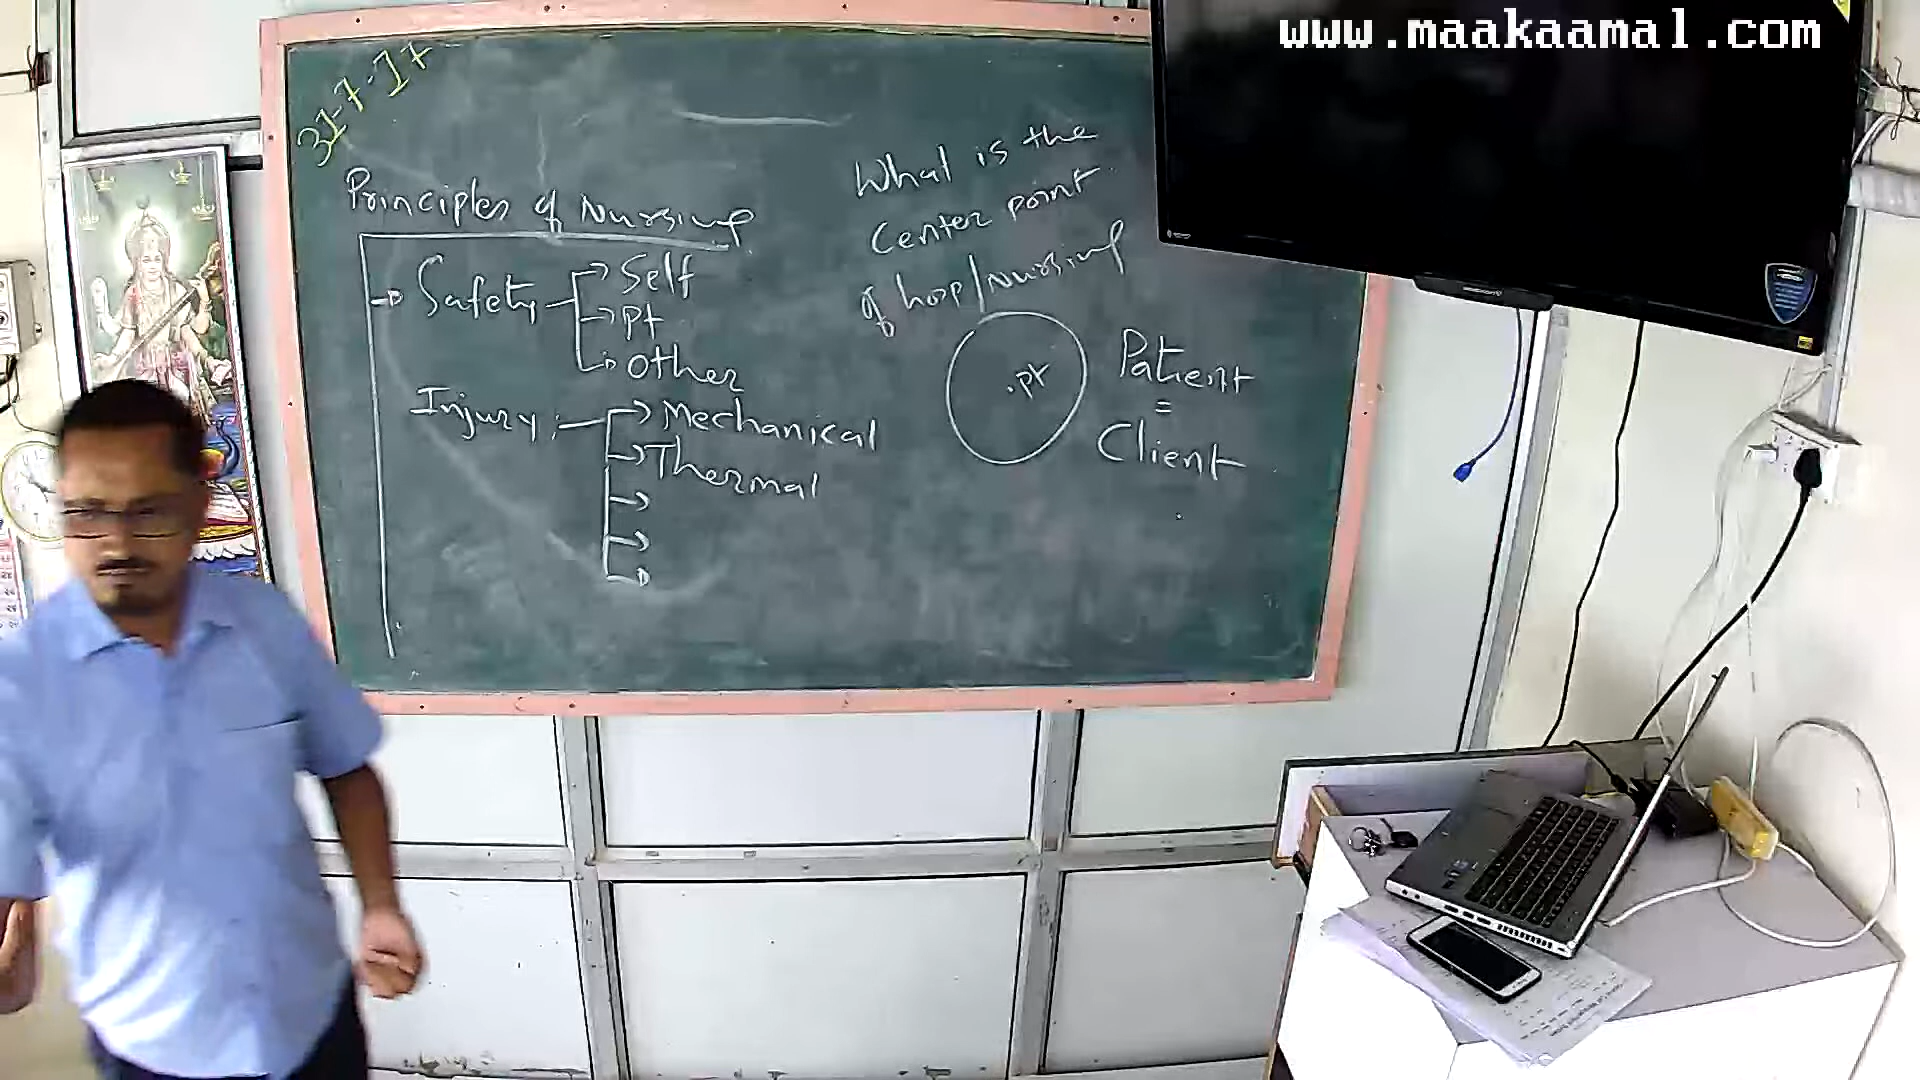 www.maakaamal.com
31-7-17
Principles of Nursing
Safety
Self
Pt
Other
Injury:
Mechanical
Thermal
What is the
Center point
of hosp/Nursing
.pt
Patient
=
Client